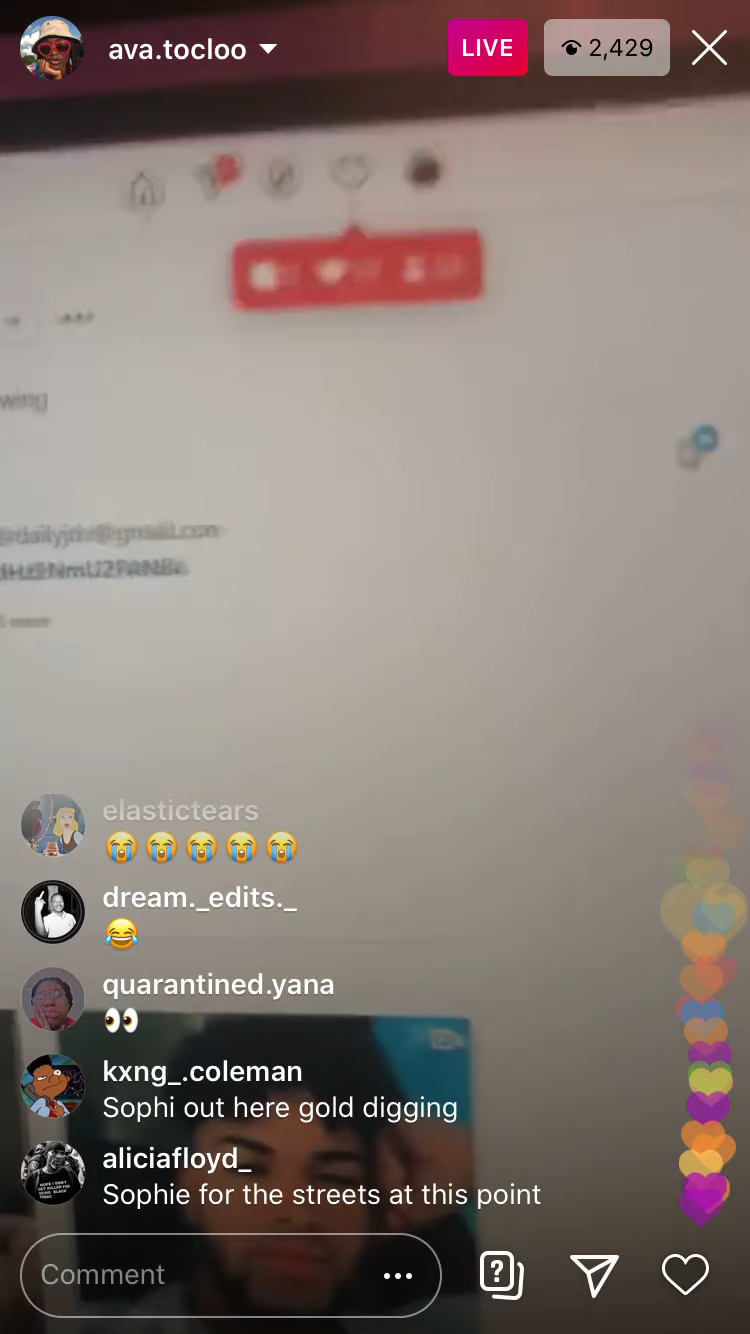 ava.tocloo
LIVE
2,429
wing
elastictears
😭😭😭😭😭
dream._edits._
😂
quarantined.yana
👀
kxng_.coleman
Sophi out here gold digging
aliciafloyd_
Sophie for the streets at this point
Comment